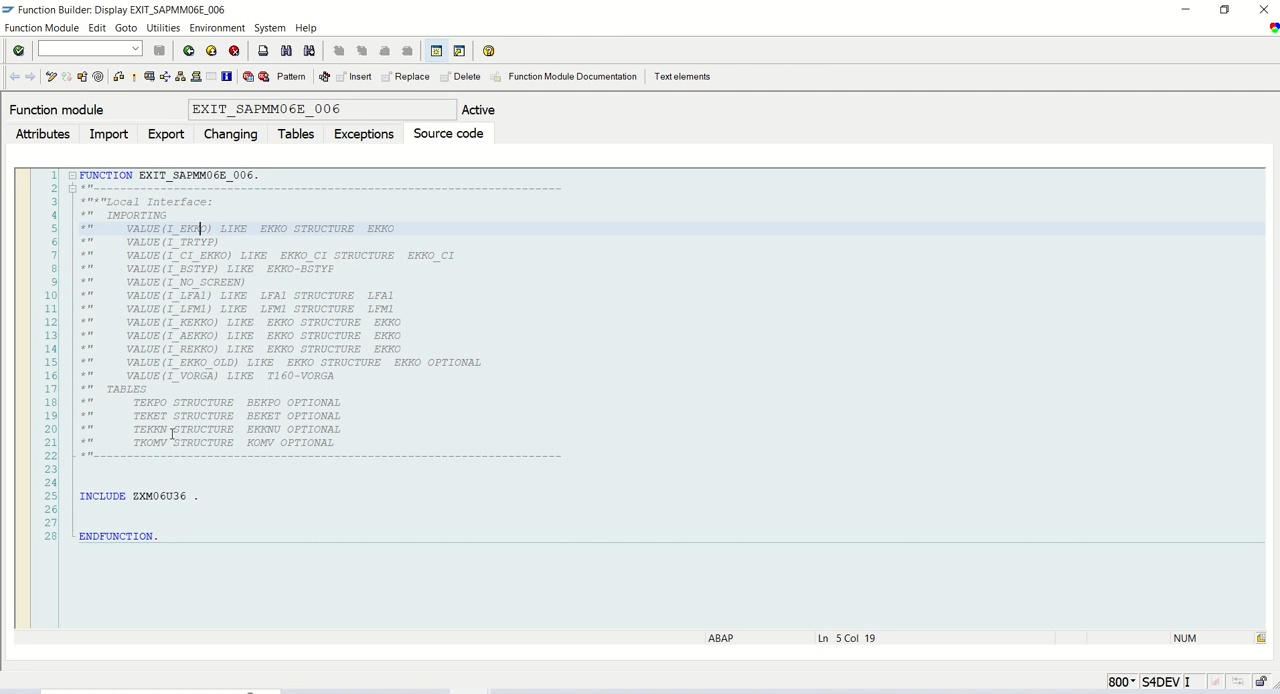 Function Builder: Display EXIT_SAPMM06E_006
Function Module Edit Goto Utilities Environment System Help
Pattern Insert Replace Delete Function Module Documentation Text elements
Function module EXIT_SAPMM06E_006 Active
Attributes Import Export Changing Tables Exceptions Source code
1 FUNCTION EXIT_SAPMM06E_006.
2 *"----------------------------------------------------------------------
3 *"*"Local Interface:
4 *" IMPORTING
5 *" VALUE(I_EKKO) LIKE EKKO STRUCTURE EKKO
6 *" VALUE(I_TRTYP)
7 *" VALUE(I_CI_EKKO) LIKE EKKO_CI STRUCTURE EKKO_CI
8 *" VALUE(I_BSTYP) LIKE EKKO-BSTYP
9 *" VALUE(I_NO_SCREEN)
10 *" VALUE(I_LFA1) LIKE LFA1 STRUCTURE LFA1
11 *" VALUE(I_LFM1) LIKE LFM1 STRUCTURE LFM1
12 *" VALUE(I_KEKKO) LIKE EKKO STRUCTURE EKKO
13 *" VALUE(I_AEKKO) LIKE EKKO STRUCTURE EKKO
14 *" VALUE(I_REKKO) LIKE EKKO STRUCTURE EKKO
15 *" VALUE(I_EKKO_OLD) LIKE EKKO STRUCTURE EKKO OPTIONAL
16 *" VALUE(I_VORGA) LIKE T160-VORGA
17 *" TABLES
18 *" TEKPO STRUCTURE BEKPO OPTIONAL
19 *" TEKET STRUCTURE BEKET OPTIONAL
20 *" TEKKN STRUCTURE EKKNU OPTIONAL
21 *" TKOMV STRUCTURE KOMV OPTIONAL
22 *"----------------------------------------------------------------------
23
24
25 INCLUDE ZXM06U36 .
26
27
28 ENDFUNCTION.
ABAP Ln 5 Col 19 NUM
800 S4DEV I